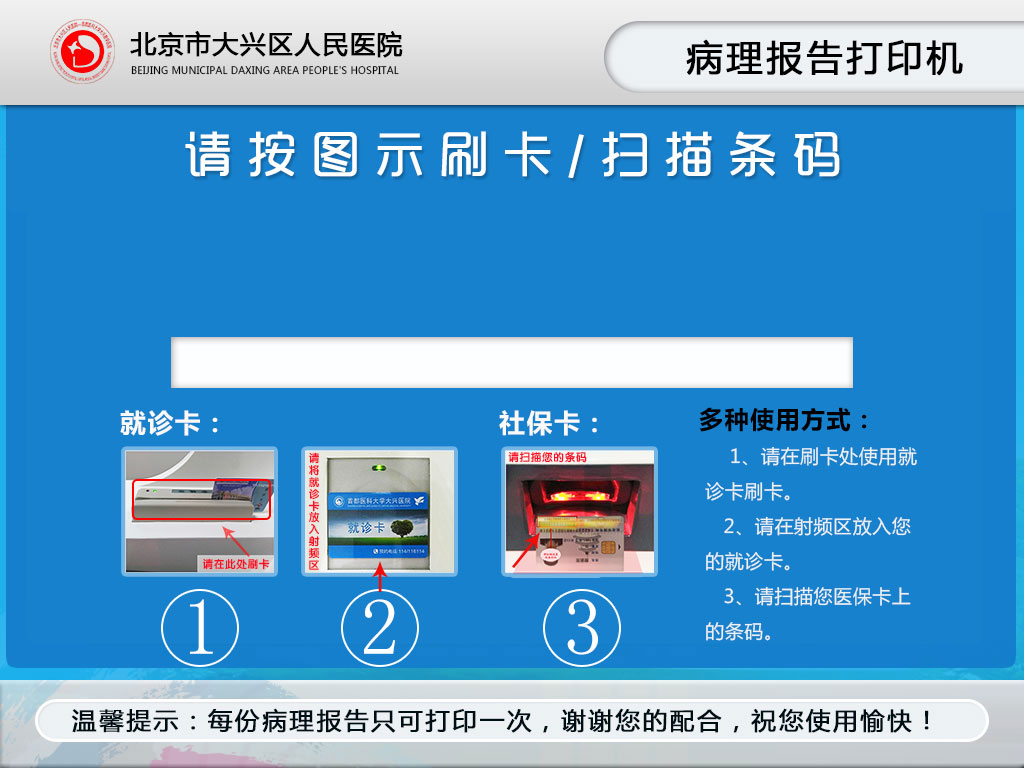 北京市大兴区人民医院
BEIJING MUNICIPAL DAXING AREA PEOPLE'S HOSPITAL
病理报告打印机
请按图示刷卡/扫描条码
就诊卡：
社保卡：
多种使用方式：
1、请在刷卡处使用就
诊卡刷卡。
2、请在射频区放入您
的就诊卡。
3、请扫描您医保卡上
的条码。
请在此处刷卡
请将就诊卡放入射频区
首都医科大学大兴医院
就诊卡
预约电话 114/116114
请扫描您的条码
1
2
3
温馨提示：每份病理报告只可打印一次，谢谢您的配合，祝您使用愉快！